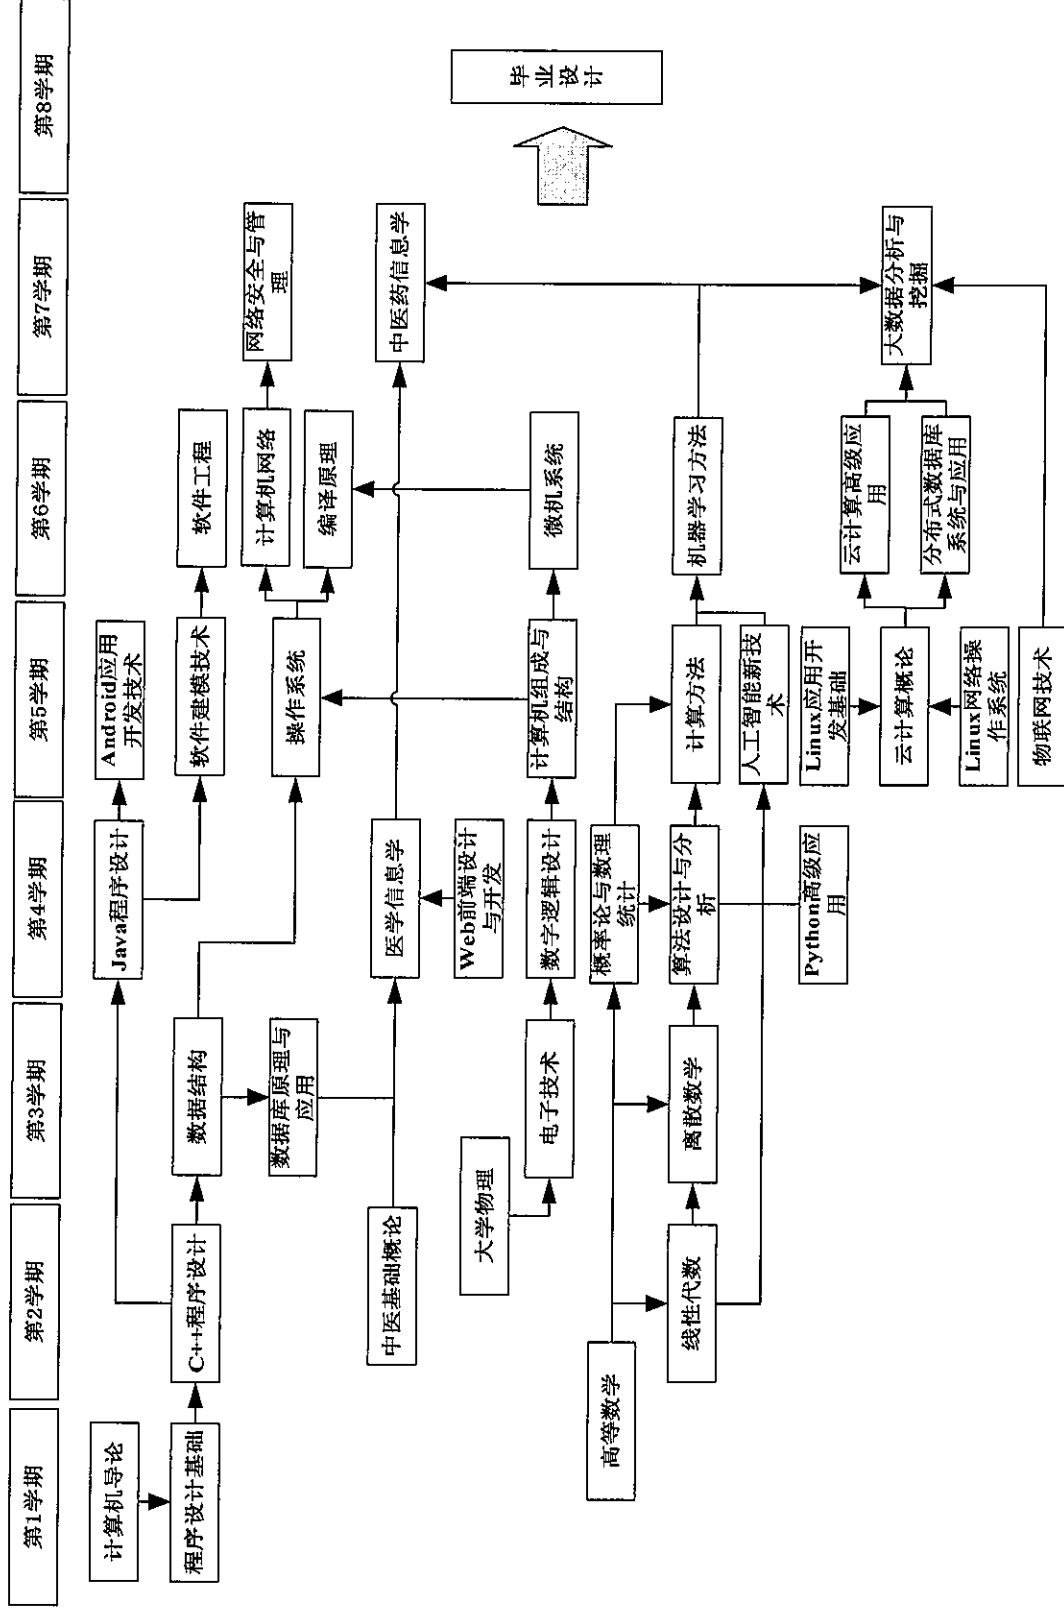 第1学期
第2学期
第3学期
第4学期
第5学期
第6学期
第7学期
第8学期
计算机导论
程序设计基础
C++程序设计
数据结构
数据库原理与
应用
Java程序设计
Android应用
开发技术
软件建模技术
软件工程
操作系统
计算机网络
编译原理
网络安全与管
理
中医基础概论
医学信息学
Web前端设计
与开发
中医药信息学
大学物理
电子技术
数字逻辑设计
计算机组成与
结构
微机系统
高等数学
线性代数
离散数学
概率论与数理
统计
算法设计与分
析
Python高级应
用
计算方法
人工智能新技
术
机器学习方法
Linux应用开
发基础
云计算概论
Linux网络操
作系统
物联网技术
云计算高级应
用
分布式数据库
系统与应用
大数据分析与
挖掘
毕业设计